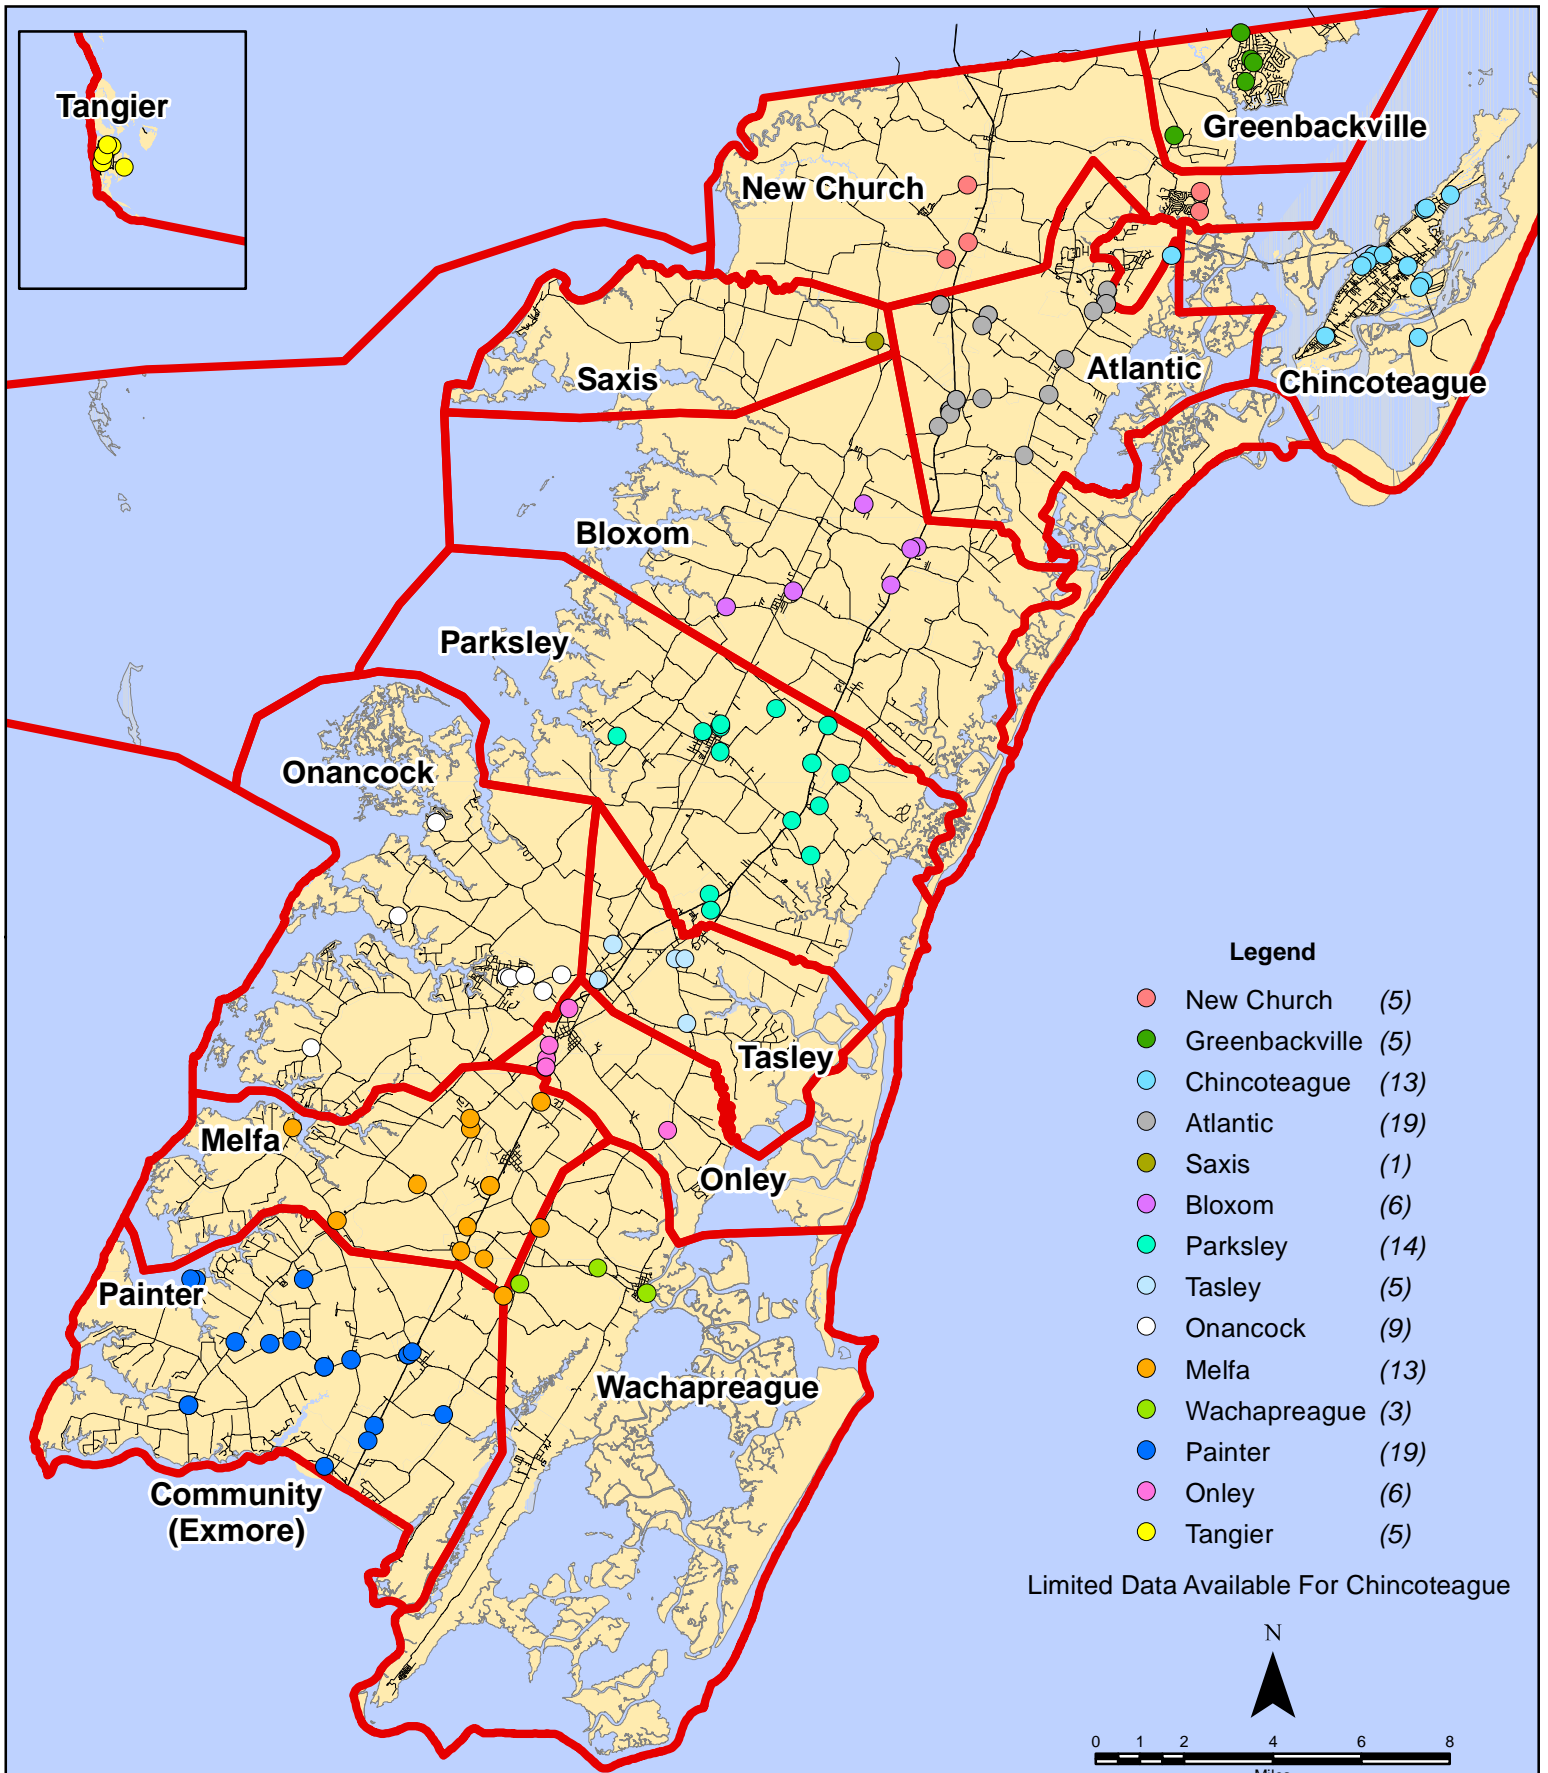 Tangier
Greenbackville
New Church
Saxis
Atlantic
Chincoteague
Bloxom
Parksley
Onancock
Tasley
Melfa
Onley
Painter
Wachapreague
Community
(Exmore)
Legend
New Church (5)
Greenbackville (5)
Chincoteague (13)
Atlantic (19)
Saxis (1)
Bloxom (6)
Parksley (14)
Tasley (5)
Onancock (9)
Melfa (13)
Wachapreague (3)
Painter (19)
Onley (6)
Tangier (5)
Limited Data Available For Chincoteague
N
0 1 2 4 6 8
Miles